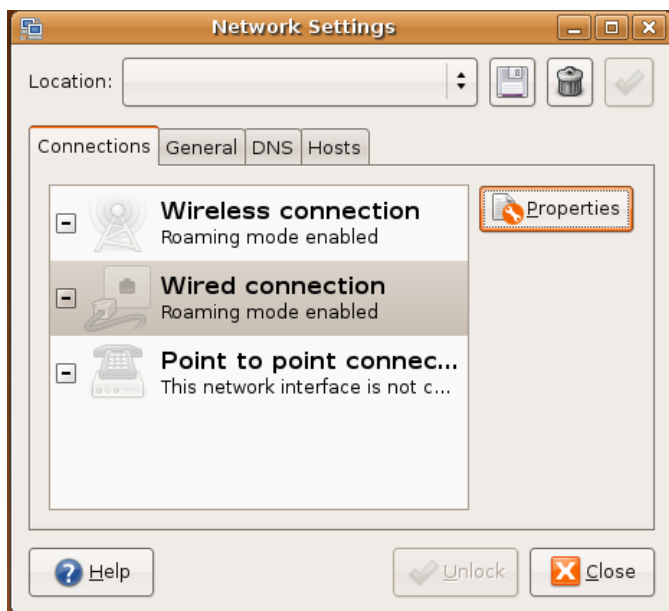 Network Settings
Location:
Connections General DNS Hosts
Wireless connection
Roaming mode enabled
Properties
Wired connection
Roaming mode enabled
Point to point connec...
This network interface is not c...
Help Unlock Close